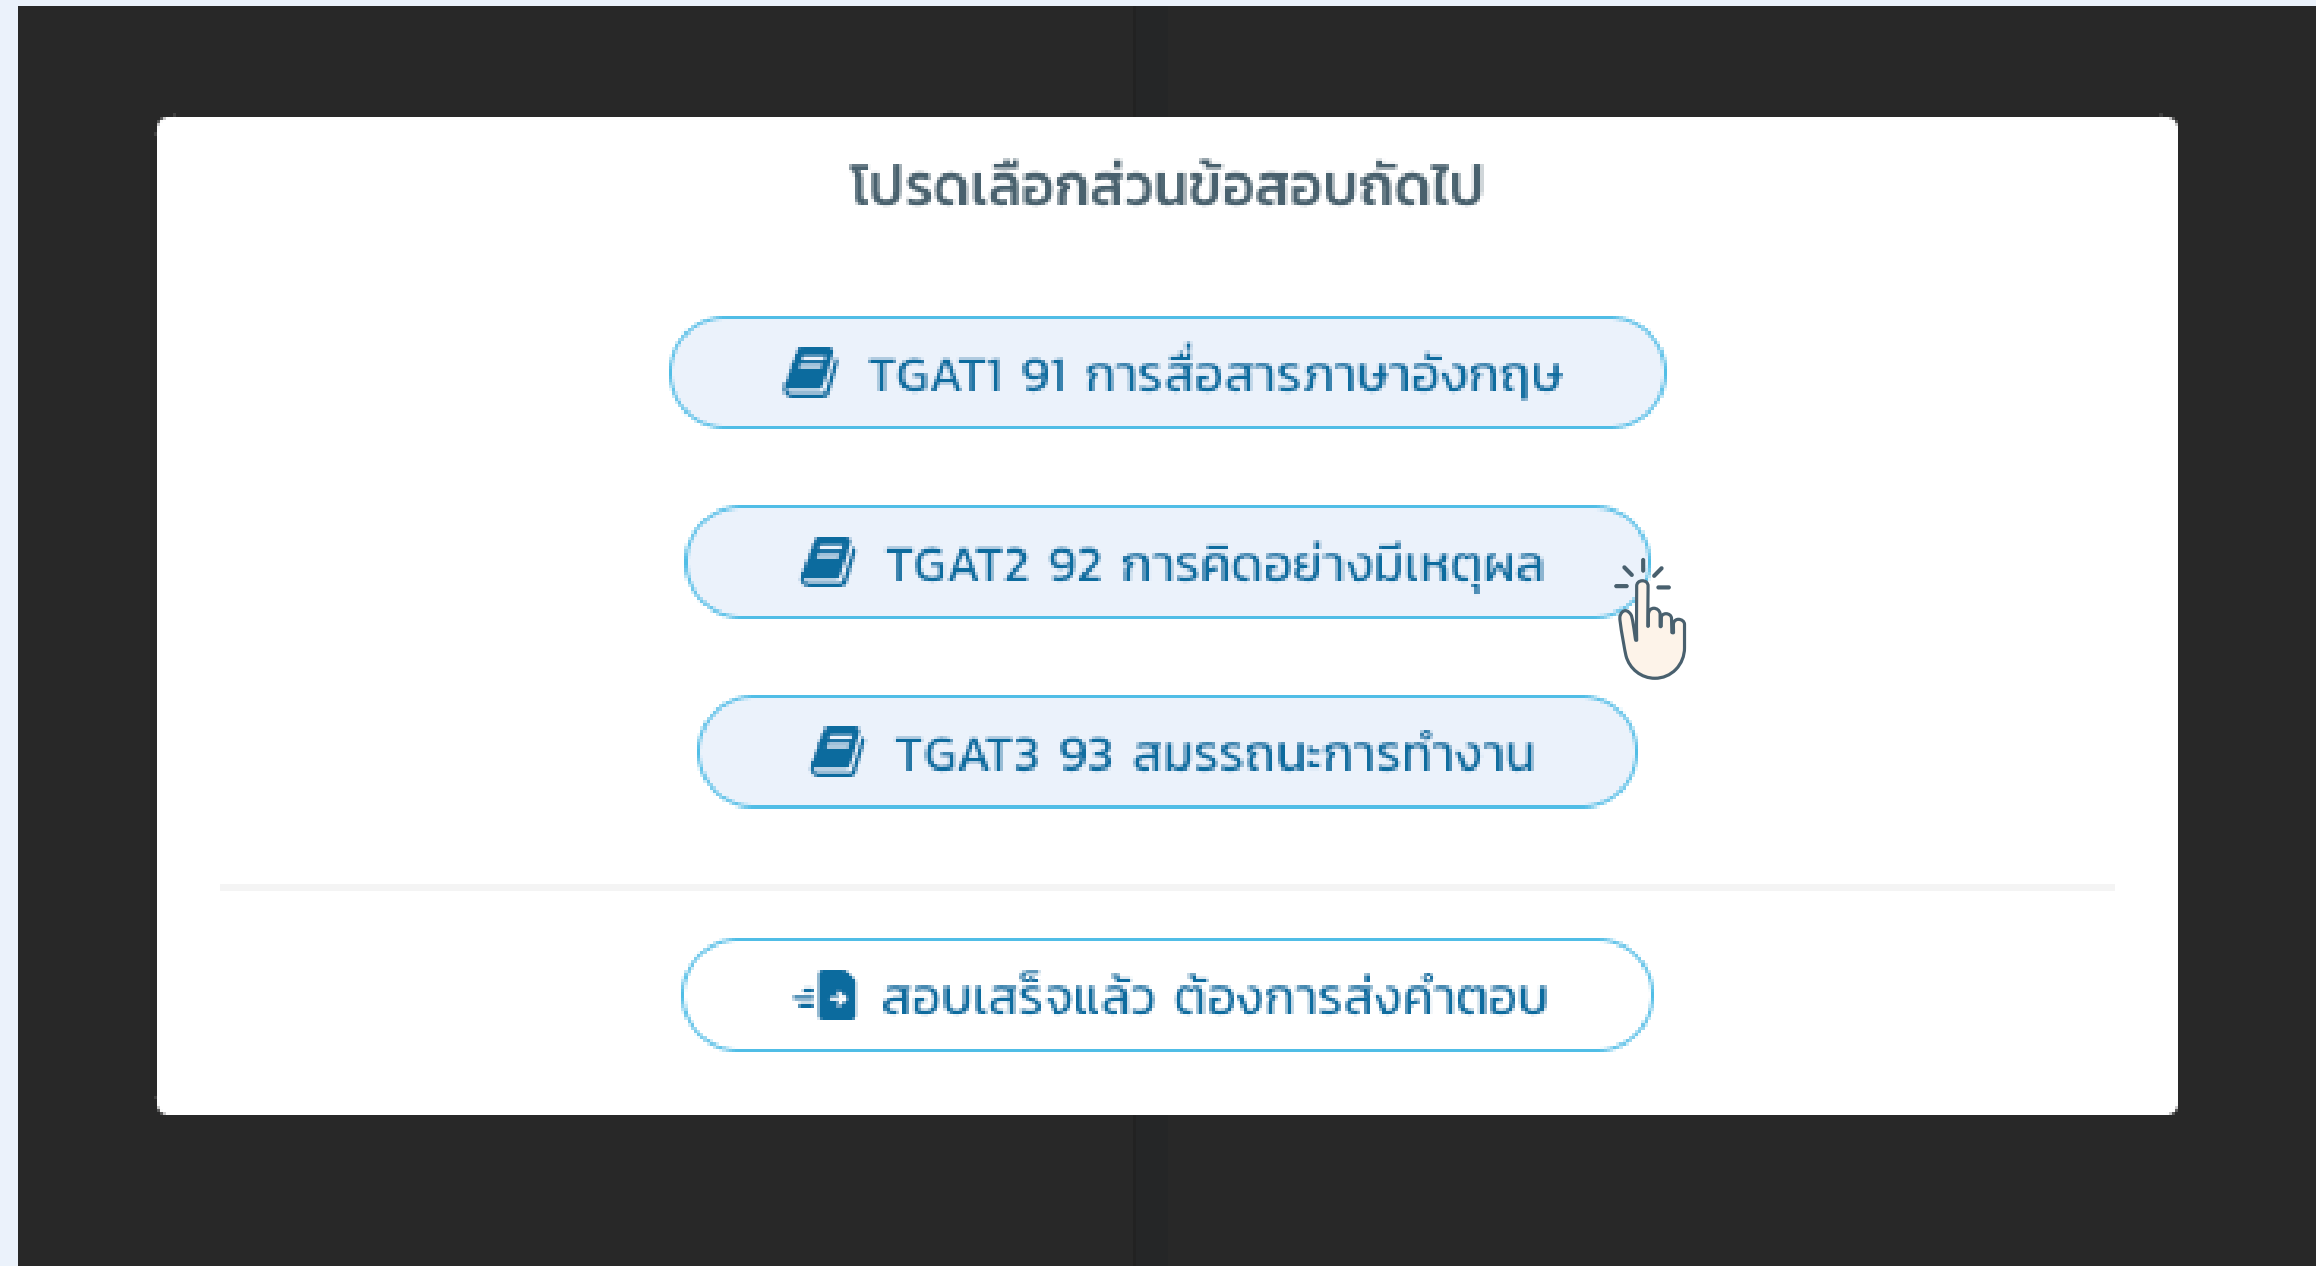 โปรดเลือกส่วนข้อสอบถัดไป
TGAT1 91 การสื่อสารภาษาอังกฤษ
TGAT2 92 การคิดอย่างมีเหตุผล
TGAT3 93 สมรรถนะการทำงาน
สอบเสร็จแล้ว ต้องการส่งคำตอบ